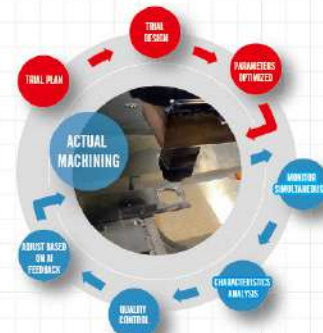 TRIAL
DESIGN
TRIAL PLAN
PARAMETERS
OPTIMIZED
ACTUAL
MACHINING
MONITOR
SIMULTANEOUS
CHARACTERISTICS
ANALYSIS
QUALITY
CONTROL
ADJUST BASED
ON AI
FEEDBACK